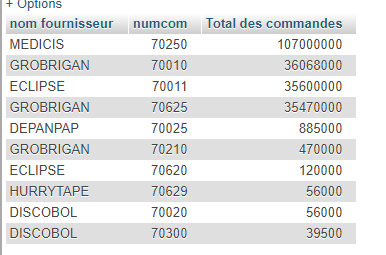 + Options
nom fournisseur numcom Total des commandes
MEDICIS 70250 107000000
GROBRIGAN 70010 36068000
ECLIPSE 70011 35600000
GROBRIGAN 70625 35470000
DEPANPAP 70025 885000
GROBRIGAN 70210 470000
ECLIPSE 70620 120000
HURRYTAPE 70629 56000
DISCOBOL 70020 56000
DISCOBOL 70300 39500